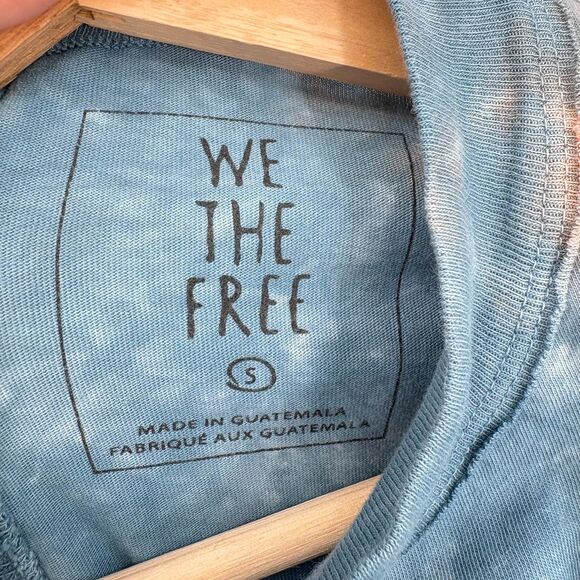 WE
THE
FREE
S
MADE IN GUATEMALA
FABRIQUÉ AUX GUATEMALA